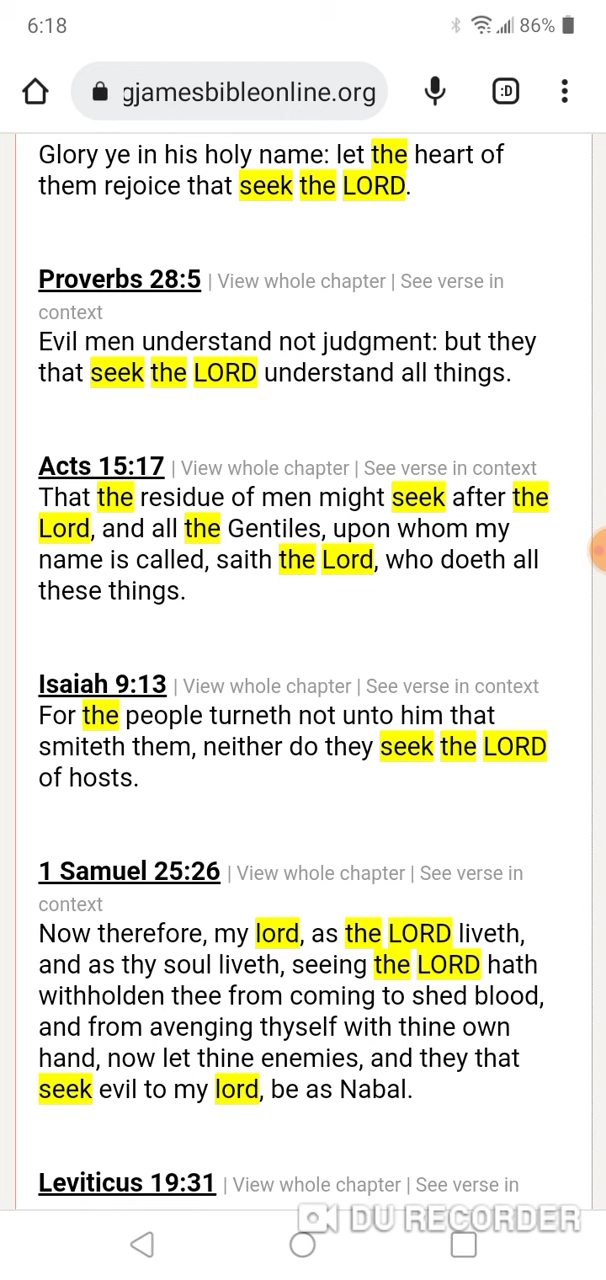 6:18 86%
gjamesbibleonline.org :D
Glory ye in his holy name: let the heart of
them rejoice that seek the LORD.
Proverbs 28:5 | View whole chapter | See verse in
context
Evil men understand not judgment: but they
that seek the LORD understand all things.
Acts 15:17 | View whole chapter | See verse in context
That the residue of men might seek after the
Lord, and all the Gentiles, upon whom my
name is called, saith the Lord, who doeth all
these things.
Isaiah 9:13 | View whole chapter | See verse in context
For the people turneth not unto him that
smiteth them, neither do they seek the LORD
of hosts.
1 Samuel 25:26 | View whole chapter | See verse in
context
Now therefore, my lord, as the LORD liveth,
and as thy soul liveth, seeing the LORD hath
withholden thee from coming to shed blood,
and from avenging thyself with thine own
hand, now let thine enemies, and they that
seek evil to my lord, be as Nabal.
Leviticus 19:31 | View whole chapter | See verse in
DU RECORDER